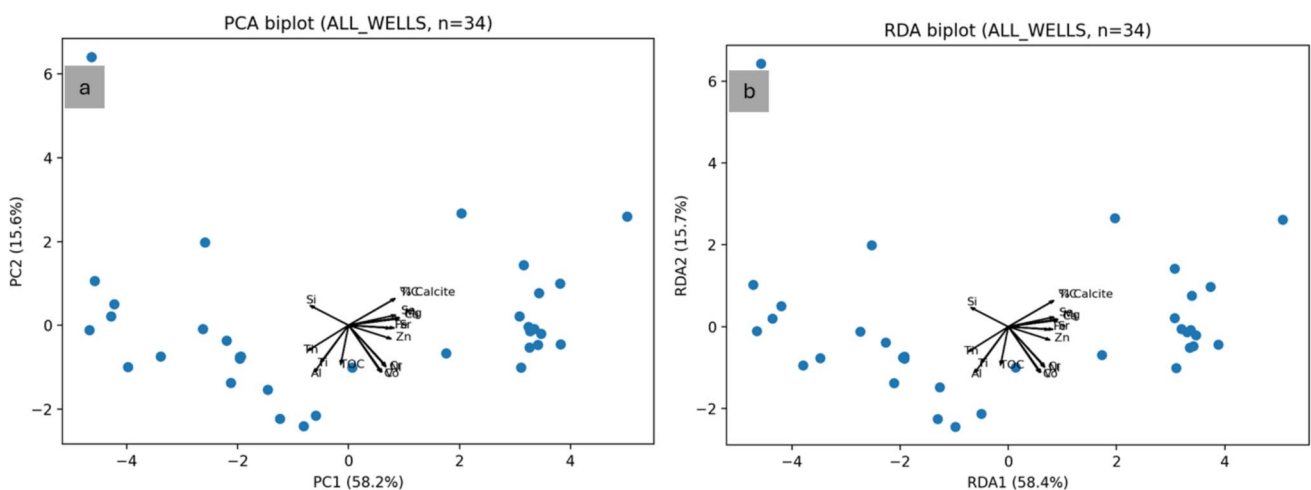 PCA biplot (ALL_WELLS, n=34)
a
6
4
2
0
−2
−4
−2
0
2
4
PC2 (15.6%)
PC1 (58.2%)
Si
% Calcite
Zn
Th
Ti
Al
TOC
Co
RDA biplot (ALL_WELLS, n=34)
b
6
4
2
0
−2
−4
−2
0
2
4
RDA2 (15.7%)
RDA1 (58.4%)
Si
% Calcite
Zn
Th
Ti
Al
TOC
Co